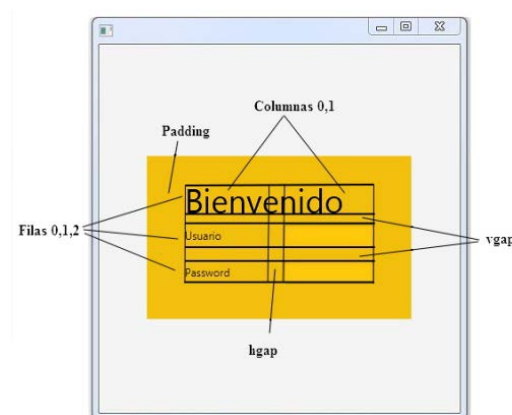 Columnas 0,1
Padding
Bienvenido
Filas 0,1,2
Usuario
vgap
Password
hgap